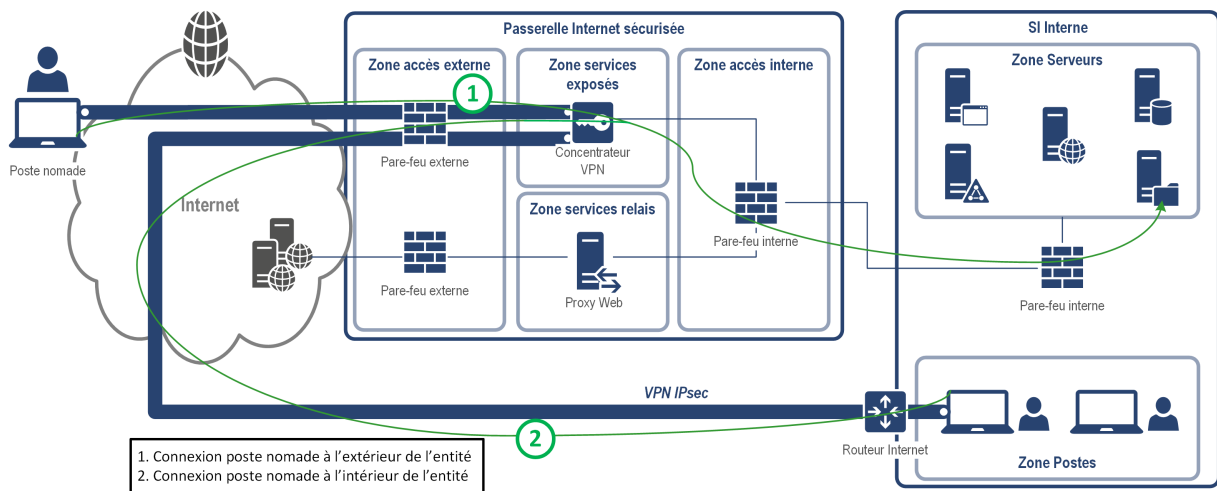 Passerelle Internet sécurisée
SI Interne
Zone accès externe
Zone services
exposés
Zone accès interne
Zone Serveurs
1
Poste nomade
Pare-feu externe
Concentrateur
VPN
Internet
Zone services relais
Pare-feu interne
Pare-feu externe
Proxy Web
Pare-feu interne
VPN IPsec
2
Routeur Internet
Zone Postes
1. Connexion poste nomade à l'extérieur de l'entité
2. Connexion poste nomade à l'intérieur de l'entité